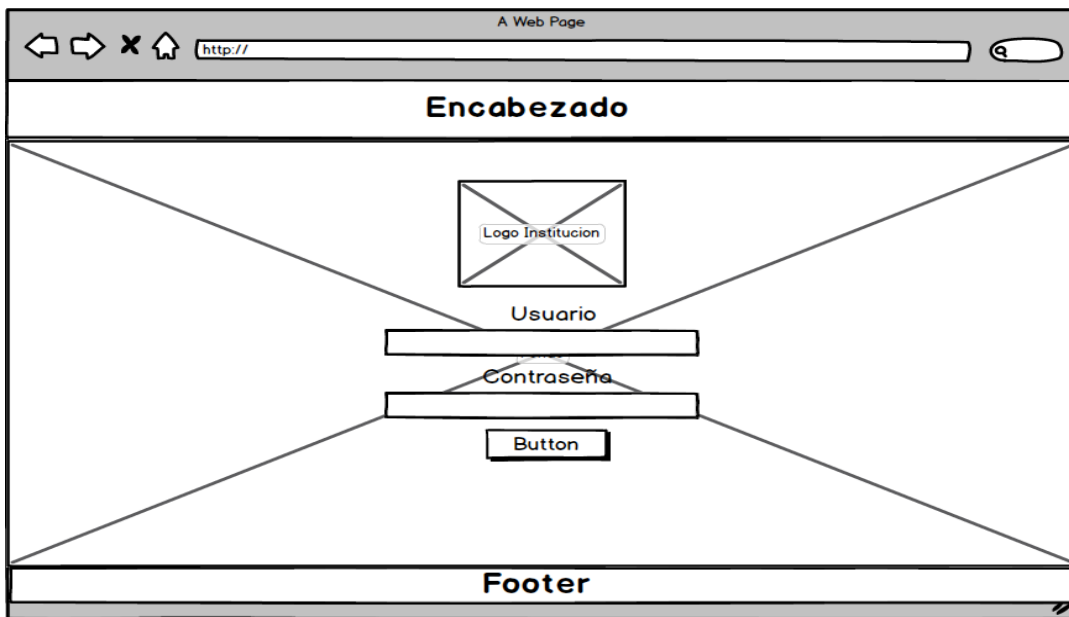 A Web Page
http://
Encabezado
Logo Institucion
Usuario
Contraseña
Button
Footer